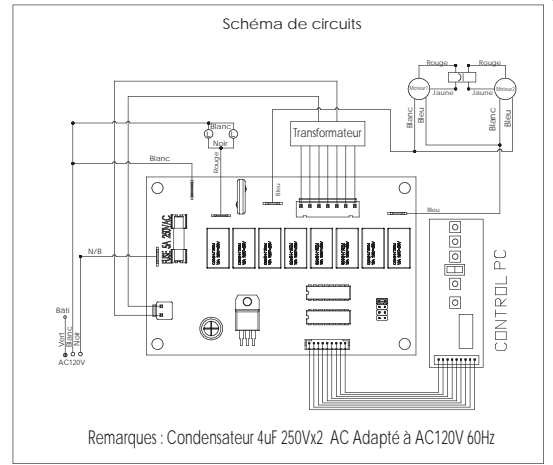 Schéma de circuits
Rouge
Rouge
Moteur1
Moteur2
Jaune
Jaune
Blanc
Bleu
Blanc
Bleu
L
Blanc
L
Noir
Transformateur
Blanc
Rouge
Bleu
Bleu
FUSE 5A 250VAC
N/B
CONTROL PC
Bâti
Vert
Blanc
Noir
AC120V
Remarques : Condensateur 4uF 250Vx2 AC Adapté à AC120V 60Hz